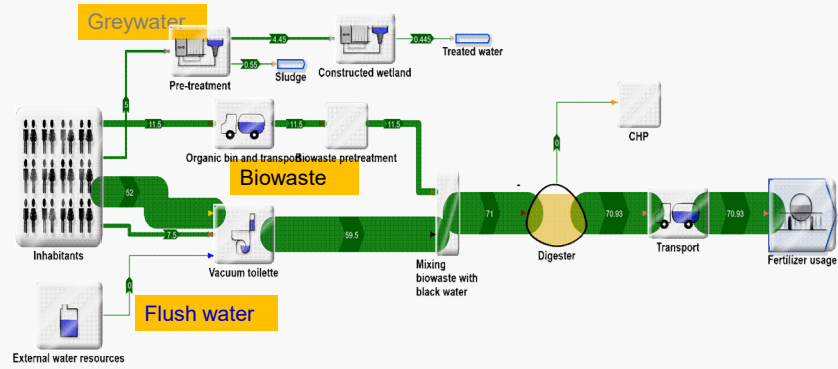 Greywater
4.45
0.445
Treated water
0.55
Sludge
Pre-treatment
Constructed wetland
5
11.5
11.5
11.5
CHP
0
Organic bin and transport
Biowaste pretreatment
Biowaste
52
71
70.93
70.93
7.5
59.5
Inhabitants
Vacuum toilette
Mixing
biowaste with
black water
Digester
Transport
Fertilizer usage
0
Flush water
External water resources